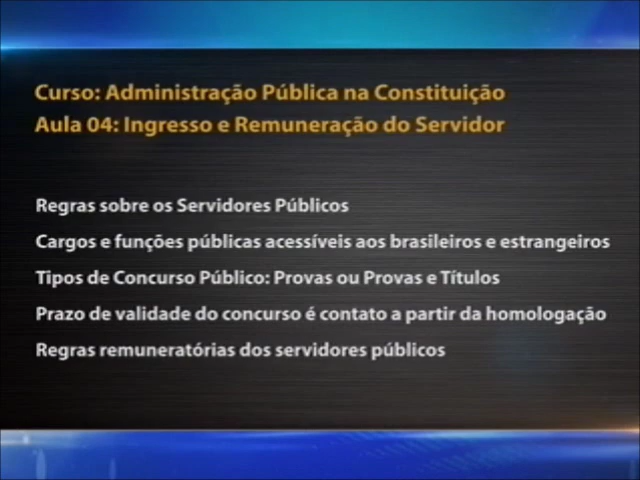 Curso: Administração Pública na Constituição
Aula 04: Ingresso e Remuneração do Servidor
Regras sobre os Servidores Públicos
Cargos e funções públicas acessíveis aos brasileiros e estrangeiros
Tipos de Concurso Público: Provas ou Provas e Títulos
Prazo de validade do concurso é contato a partir da homologação
Regras remuneratórias dos servidores públicos